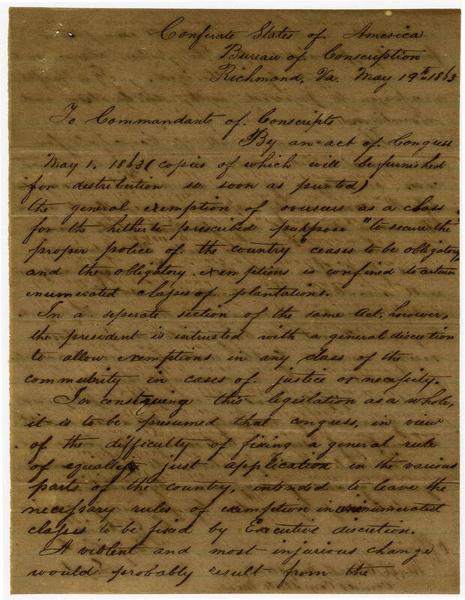 Conferate States of America
Bureau of Conscription
Richmond, Va. May 19th 1863
To Commandants of Conscripts
By an act of Congress
May 1. 1863 (copies of which will be furnished
for distribution so soon as printed)
the general exemption of overseers as a class
for the hitherto prescribed purpose "to secure the
proper police of the country" ceases to be obligatory,
and the obligatory exemptions is confined to certain
enumerated classes of plantations.
In a seperate section of the same Act, however,
the president is intrusted with a general discretion
to allow exemptions in any class of the
community in cases of justice or necessity.
In construing this legislation as a whole,
it is to be presumed that congress, in view
of the difficulty of fixing a general rule
of equally just application in the various
parts of the country, intended to leave the
necessary rules of exemption in unenumerated
classes to be fixed by Executive discretion.
A violent and most injurious change
would probably result from the